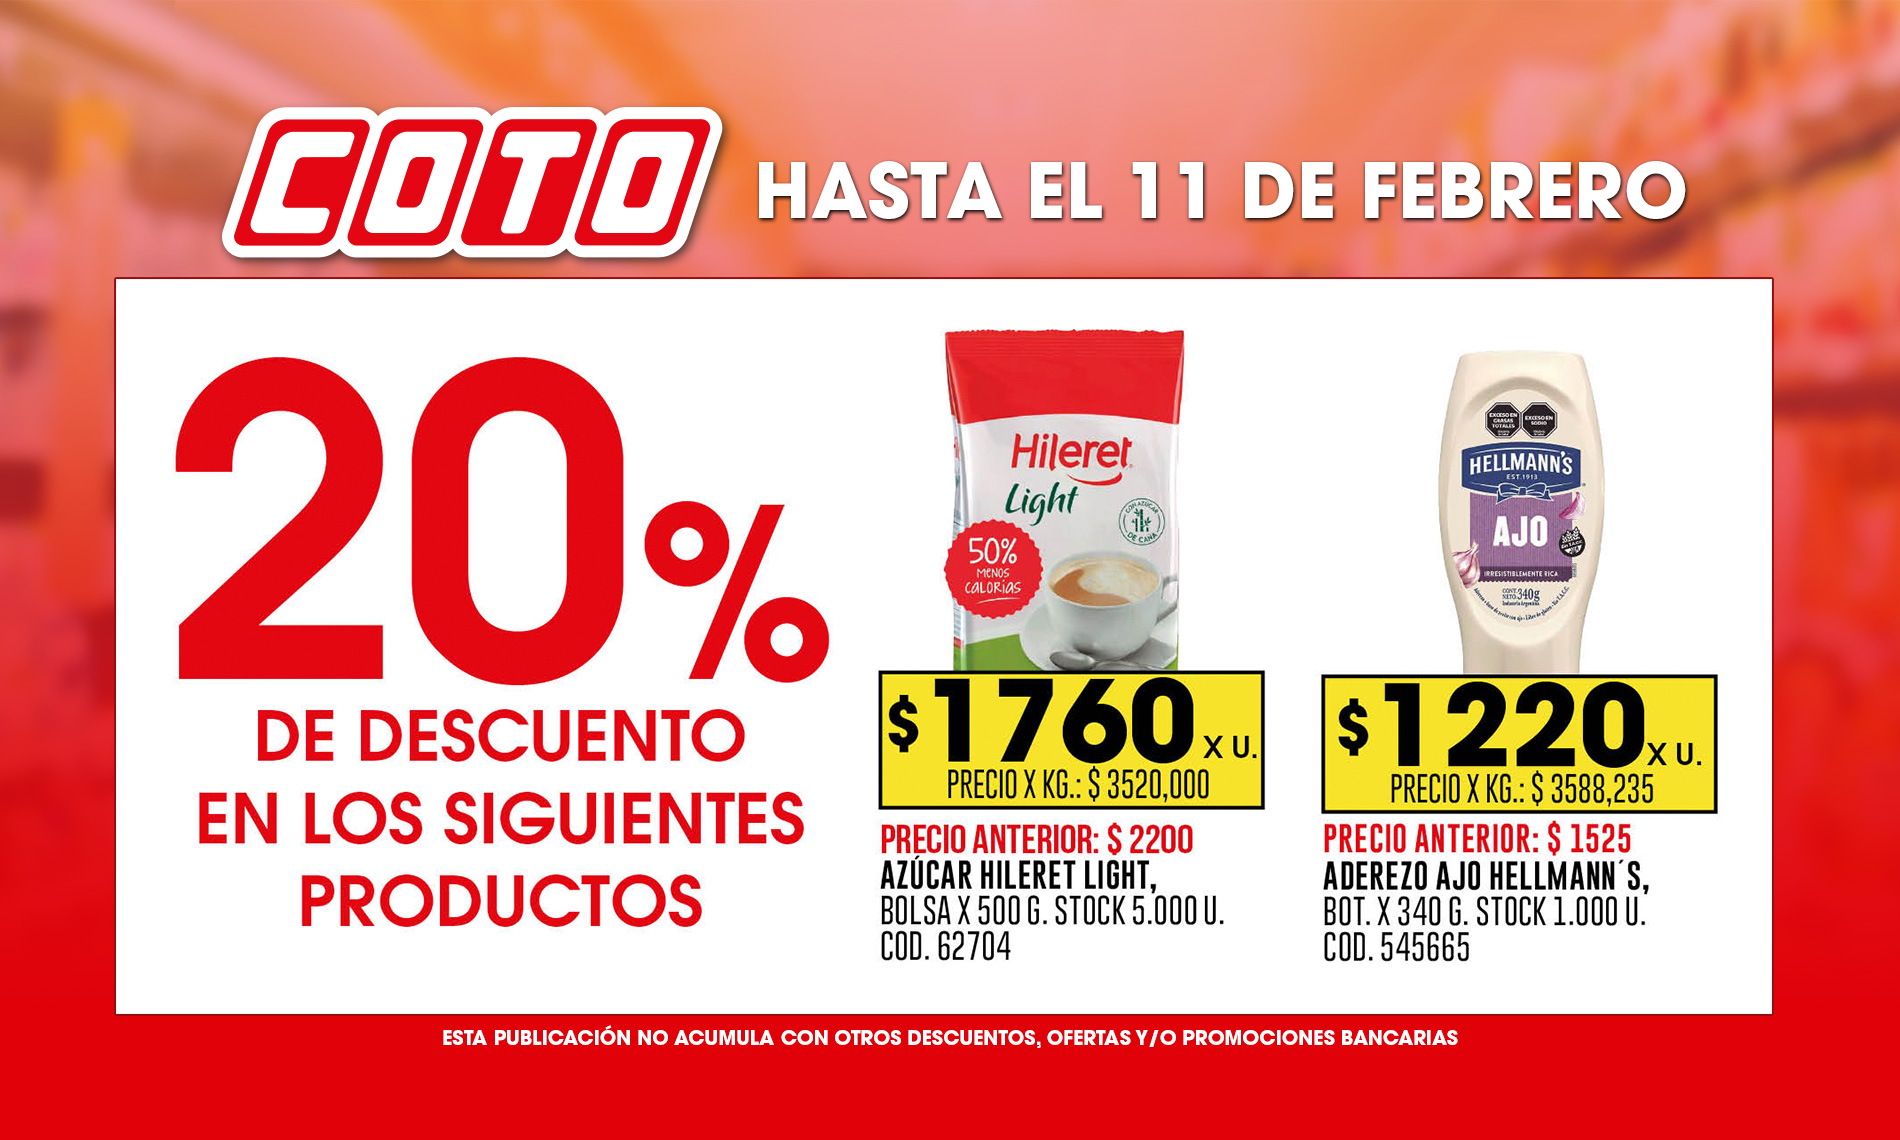 COTO
HASTA EL 11 DE FEBRERO
20%
DE DESCUENTO
EN LOS SIGUIENTES
PRODUCTOS
Hileret
Light
CON AZÚCAR
DE CAÑA
50%
MENOS
CALORÍAS
$1760 X U.
PRECIO X KG.: $ 3520,000
PRECIO ANTERIOR: $ 2200
AZÚCAR HILERET LIGHT,
BOLSA X 500 G. STOCK 5.000 U.
COD. 62704
EXCESO EN
GRASAS
TOTALES
EXCESO EN
SODIO
HELLMANN'S
EST. 1913
AJO
IRRESISTIBLEMENTE RICA
CONT.
NETO 340g
Industria Argentina.
$1220 X U.
PRECIO X KG.: $ 3588,235
PRECIO ANTERIOR: $ 1525
ADEREZO AJO HELLMANN´S,
BOT. X 340 G. STOCK 1.000 U.
COD. 545665
ESTA PUBLICACIÓN NO ACUMULA CON OTROS DESCUENTOS, OFERTAS Y/O PROMOCIONES BANCARIAS